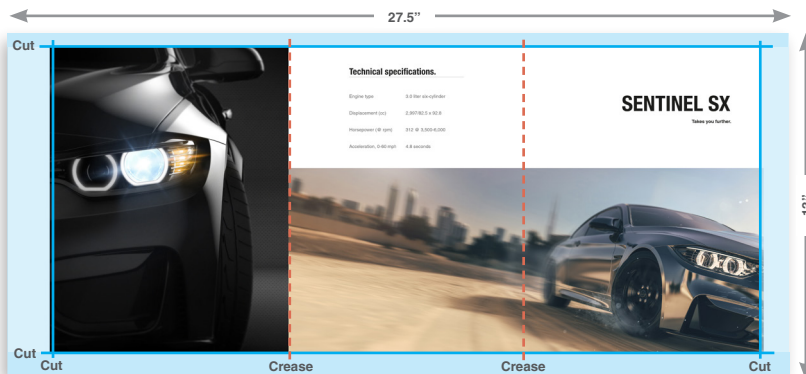 27.5”
Cut
Technical specifications.
Engine type 3.0 liter six-cylinder
Displacement (cc) 2,997/82.5 x 92.8
Horsepower (@ rpm) 312 @ 5,000-6,000
Acceleration, 0-60 mph 4.8 seconds
SENTINEL SX
Takes you further.
Cut
Cut
Crease
Crease
Cut